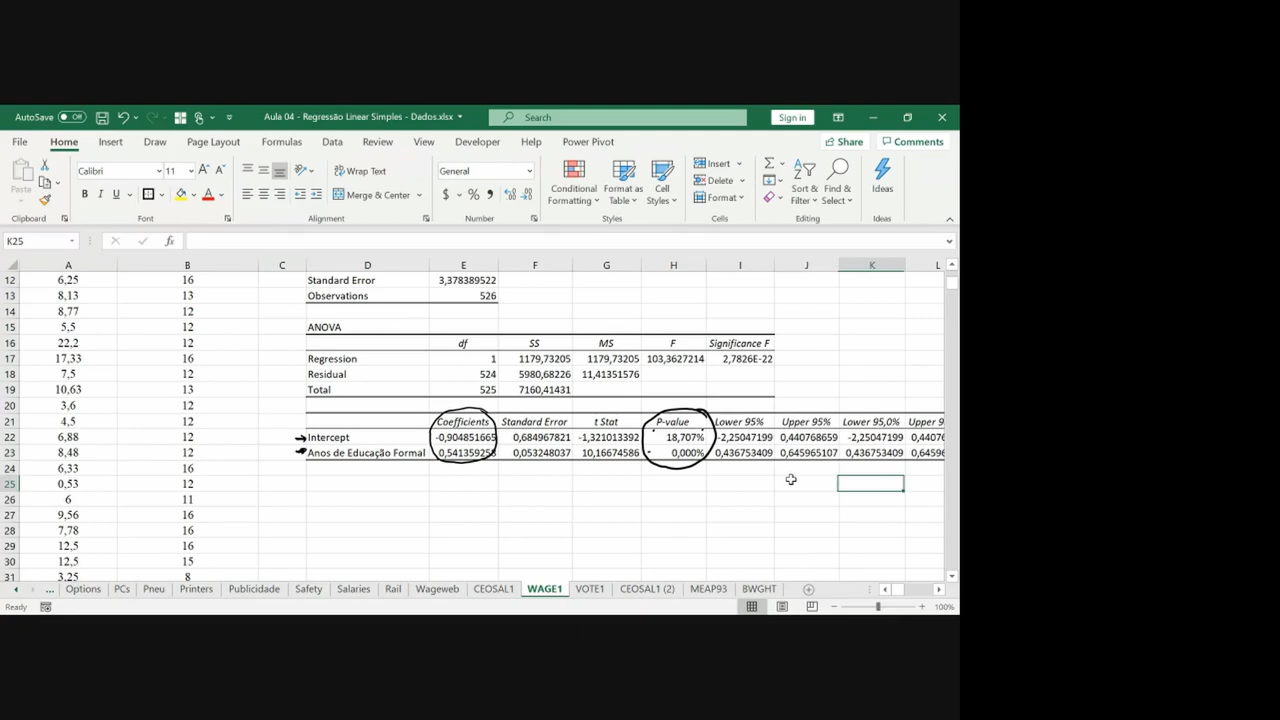 AutoSave Off Aula 04 - Regressão Linear Simples - Dados.xlsx Search Sign in
File Home Insert Draw Page Layout Formulas Data Review View Developer Help Power Pivot Share Comments
Paste Calibri 11 A A Wrap Text General Conditional Formatting Format as Table Cell Styles Insert Delete Format Sort & Filter Find & Select Ideas
B I U A Merge & Center $ %
Clipboard Font Alignment Number Styles Cells Editing Ideas
K25 fx
A B C D E F G H I J K L
12 6,25 16 Standard Error 3,378389522
13 8,13 13 Observations 526
14 8,77 12
15 5,5 12 ANOVA
16 22,2 12 df SS MS F Significance F
17 17,33 16 Regression 1 1179,73205 1179,73205 103,3627214 2,7826E-22
18 7,5 12 Residual 524 5980,68226 11,41351576
19 10,63 13 Total 525 7160,41431
20 3,6 12
21 4,5 12 Coefficients Standard Error t Stat P-value Lower 95% Upper 95% Lower 95,0% Upper 9
22 6,88 12 Intercept -0,904851665 0,684967821 -1,321013392 18,707% -2,25047199 0,440768659 -2,25047199 0,4407
23 8,48 12 Anos de Educação Formal 0,541359253 0,053248037 10,16674586 0,000% 0,436753409 0,645965107 0,436753409 0,6459
24 6,33 16
25 0,53 12
26 6 11
27 9,56 16
28 7,78 16
29 12,5 16
30 12,5 15
31 3,25 8
... Options PCs Pneu Printers Publicidade Safety Salaries Rail Wageweb CEOSAL1 WAGE1 VOTE1 CEOSAL1 (2) MEAP93 BWGHT
Ready 100%